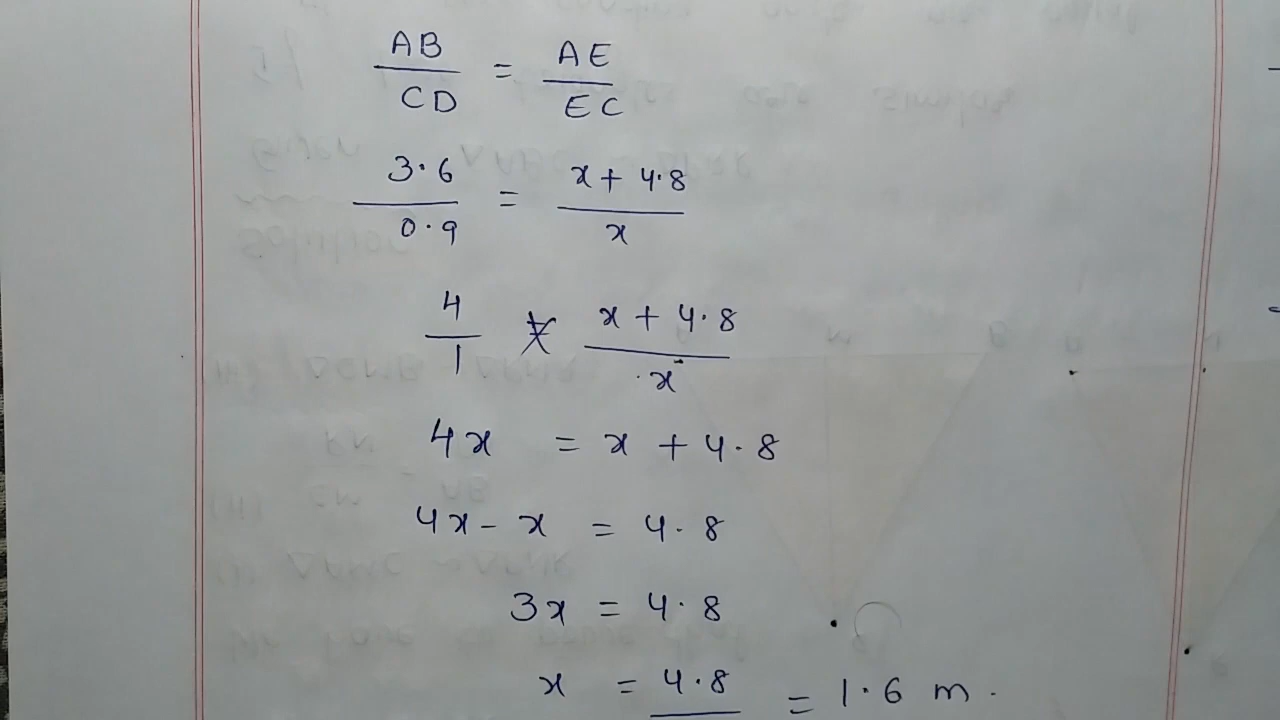 AB/CD = AE/EC
3.6/0.9 = x + 4.8/x
4/1 x + 4.8/x
4x = x + 4.8
4x - x = 4.8
3x = 4.8
x = 4.8 = 1.6 m.